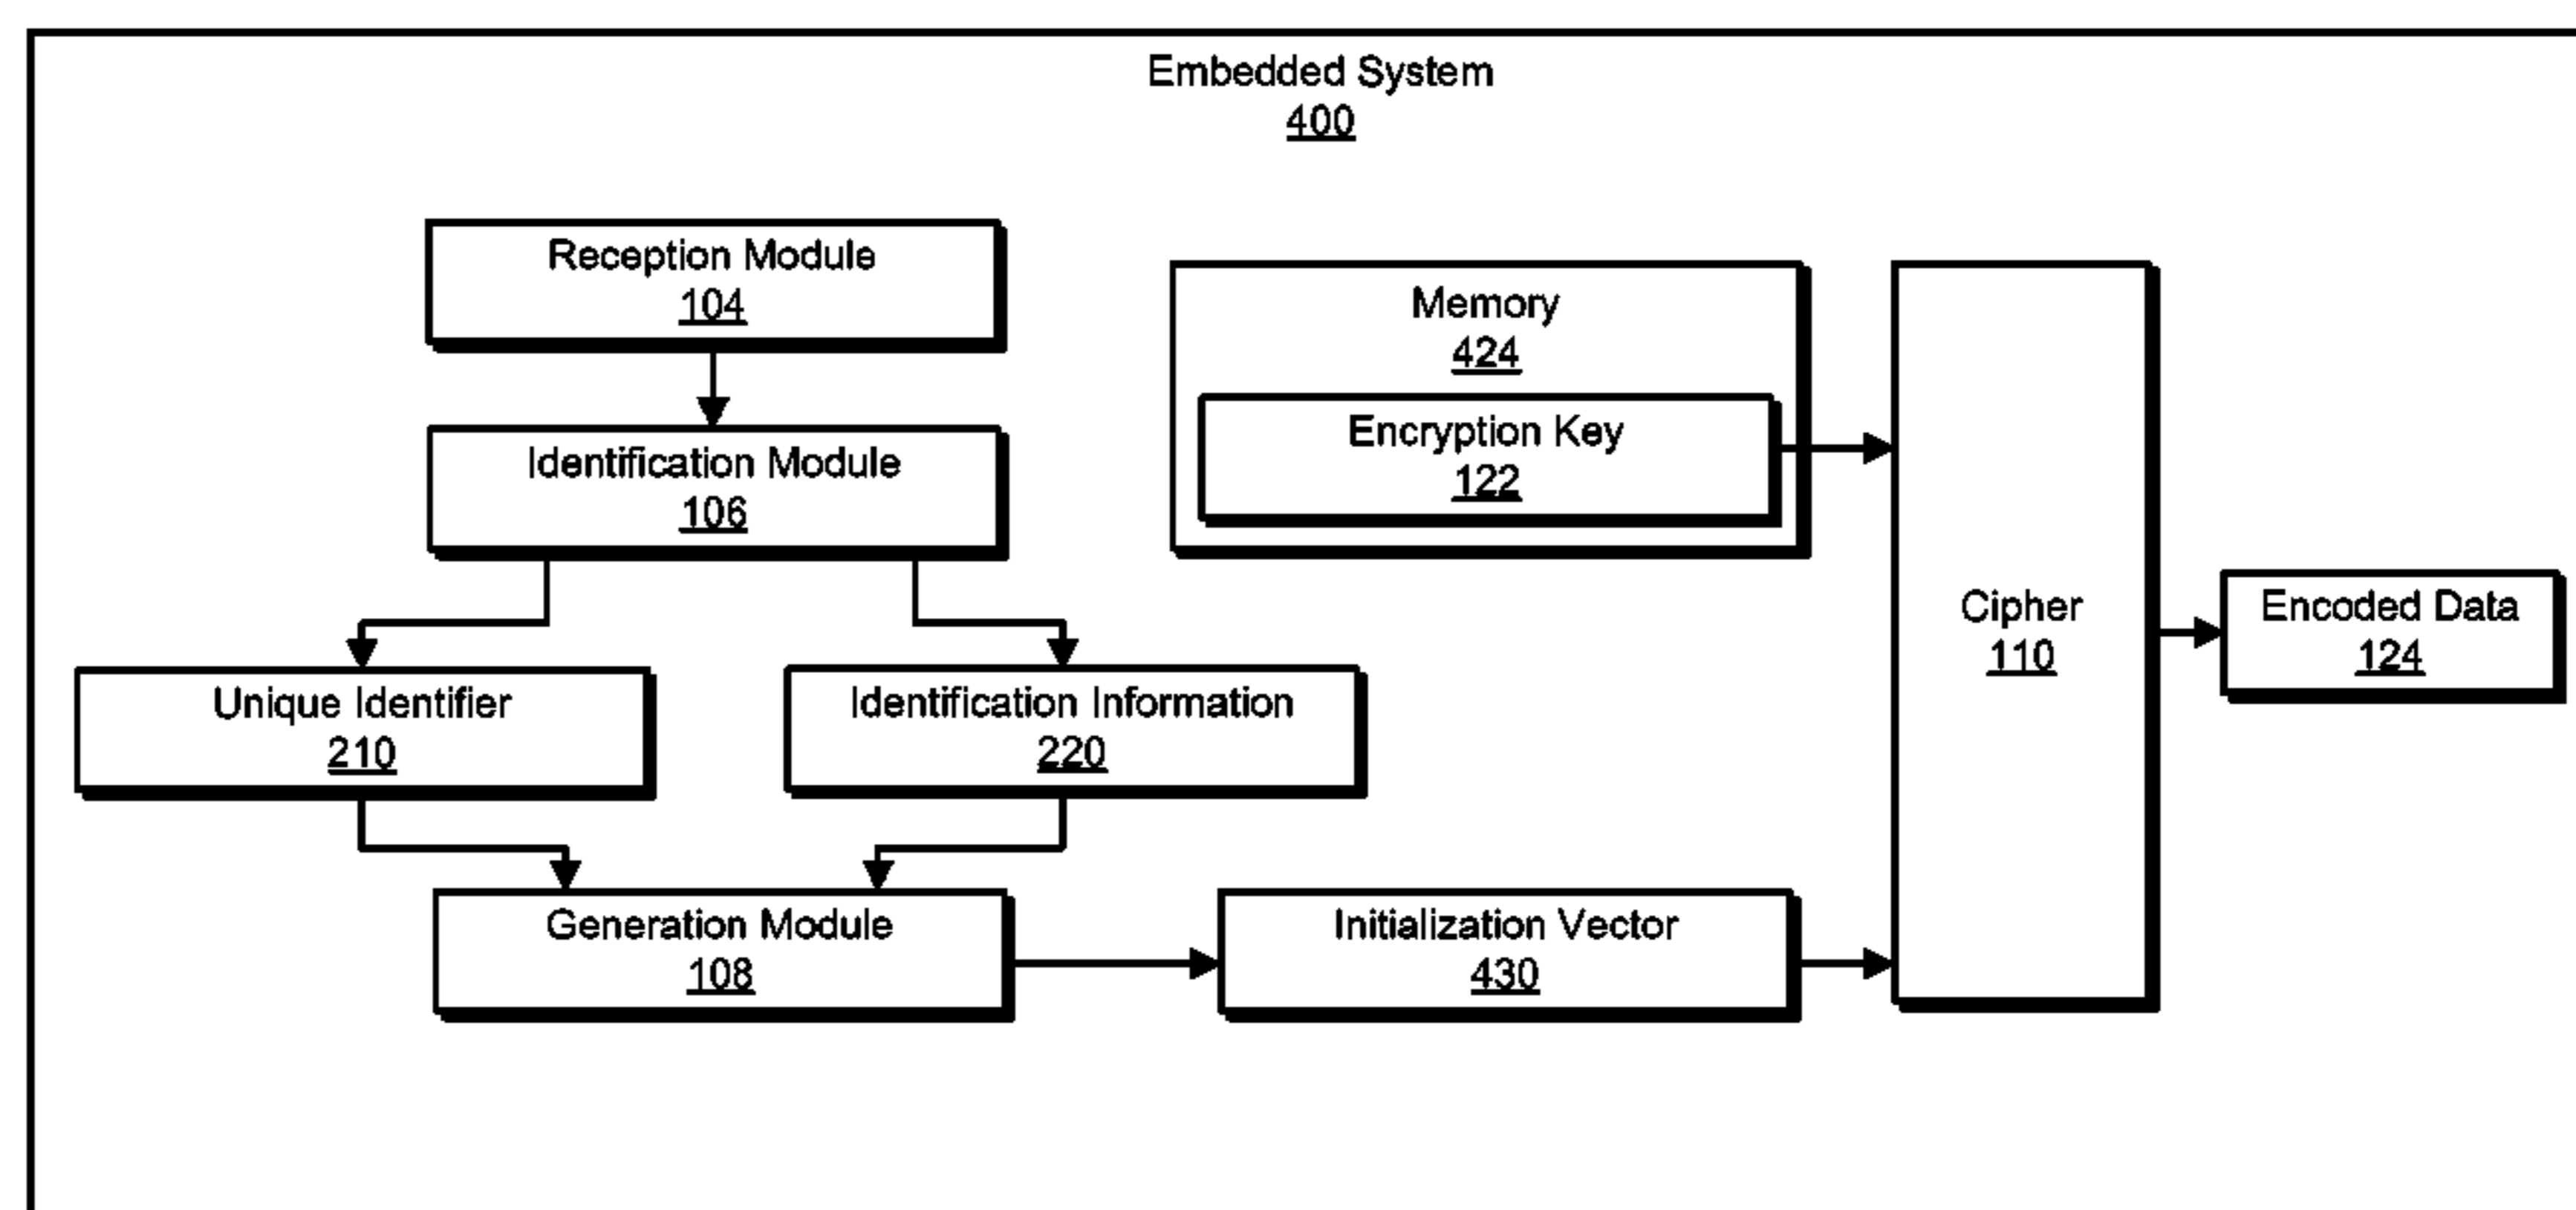 Embedded System
400
Reception Module
104
Memory
424
Encryption Key
122
Identification Module
106
Cipher
110
Encoded Data
124
Unique Identifier
210
Identification Information
220
Generation Module
108
Initialization Vector
430